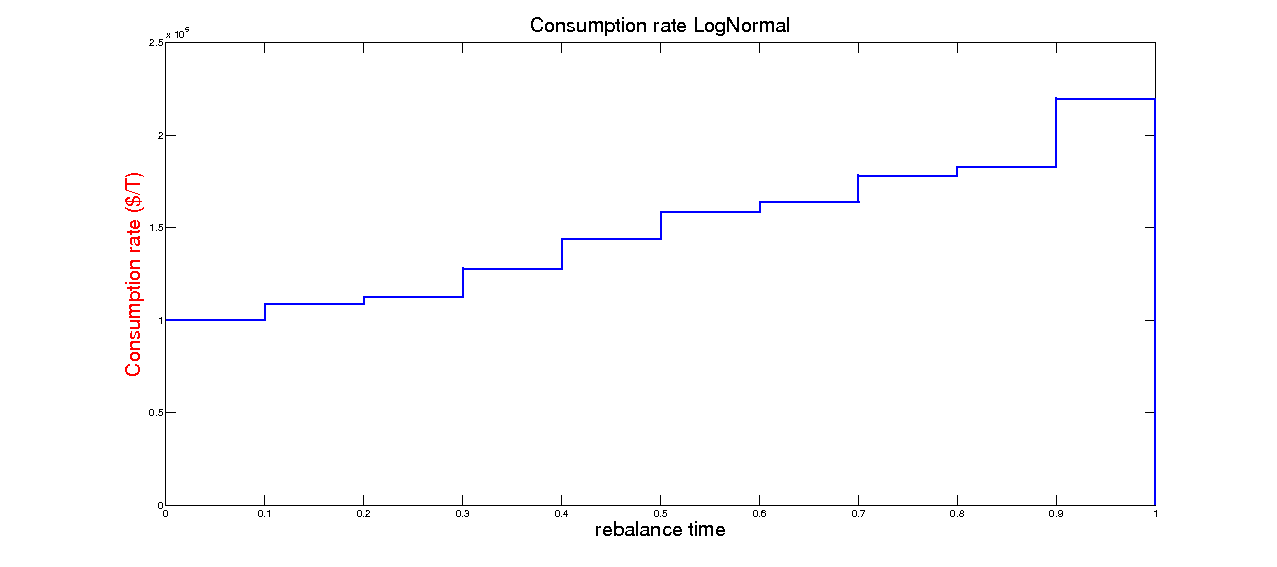 Consumption rate LogNormal
x 10^5
2.5
2
1.5
1
0.5
0
Consumption rate ($/T)
0 0.1 0.2 0.3 0.4 0.5 0.6 0.7 0.8 0.9 1
rebalance time